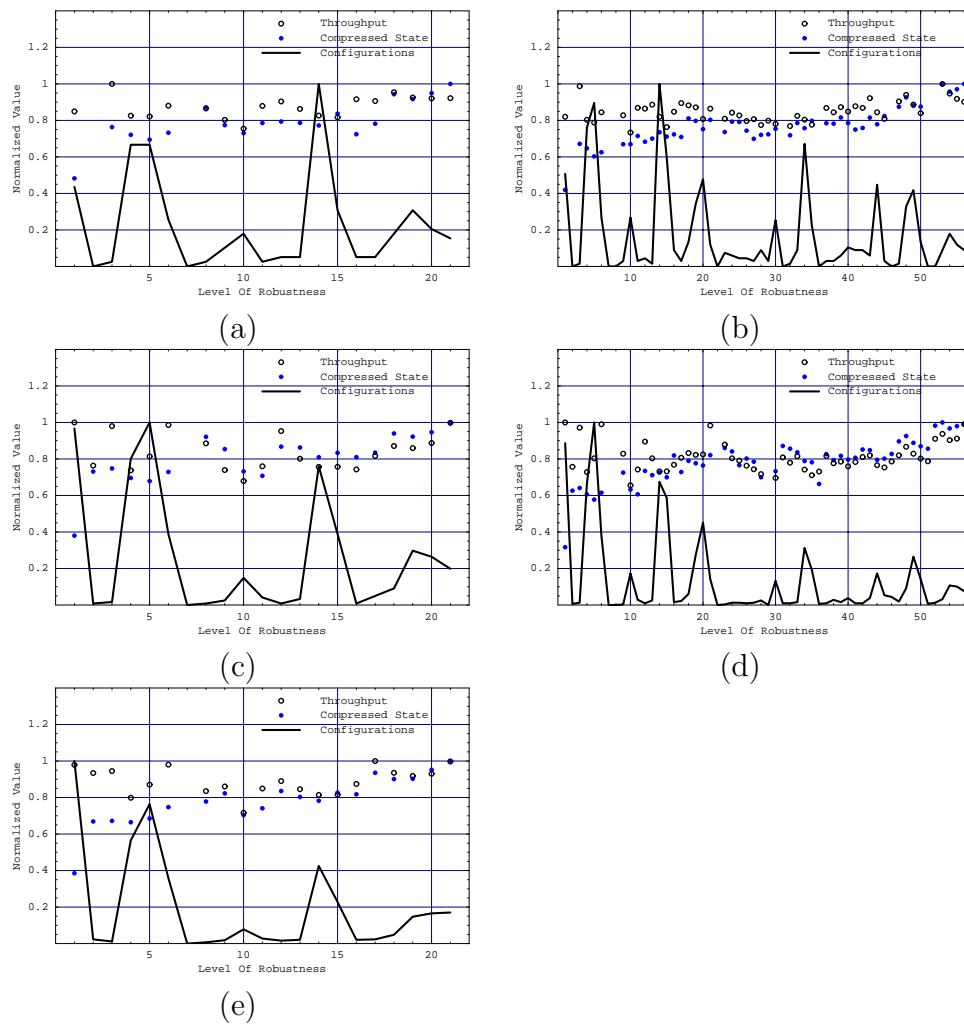 Throughput
Compressed State
Configurations
Normalized Value
1.2
1
0.8
0.6
0.4
0.2
5 10 15 20
Level Of Robustness
(a)
Throughput
Compressed State
Configurations
Normalized Value
1.2
1
0.8
0.6
0.4
0.2
10 20 30 40 50
Level Of Robustness
(b)
Throughput
Compressed State
Configurations
Normalized Value
1.2
1
0.8
0.6
0.4
0.2
5 10 15 20
Level Of Robustness
(c)
Throughput
Compressed State
Configurations
Normalized Value
1.2
1
0.8
0.6
0.4
0.2
10 20 30 40 50
Level Of Robustness
(d)
Throughput
Compressed State
Configurations
Normalized Value
1.2
1
0.8
0.6
0.4
0.2
5 10 15 20
Level Of Robustness
(e)